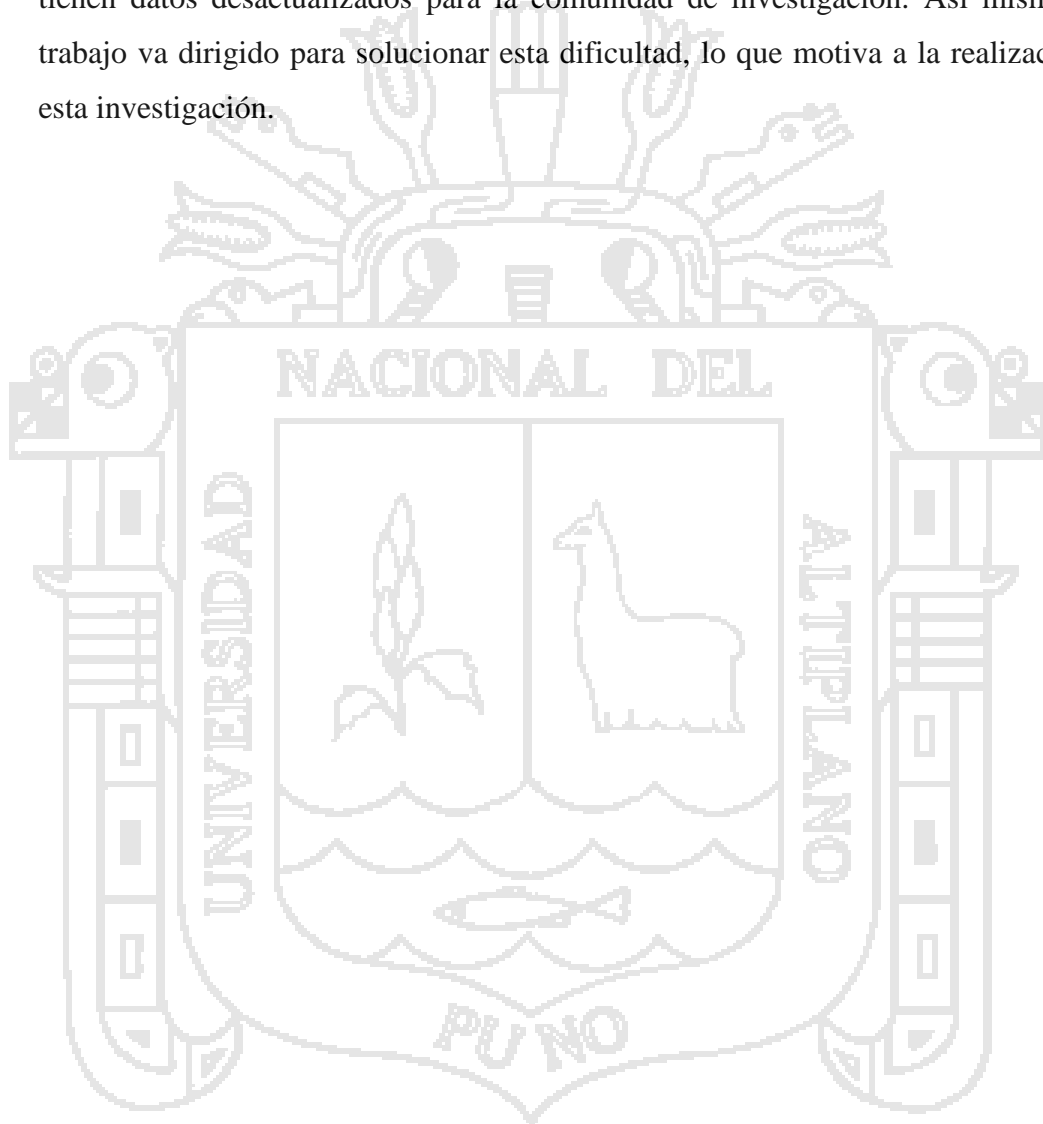 tienen datos desactualizados para la comunidad de investigación. Así mism
trabajo va dirigido para solucionar esta dificultad, lo que motiva a la realizac
esta investigación.
NACIONAL DEL
UNIVERSIDAD
ALTIPLANO
PUNO